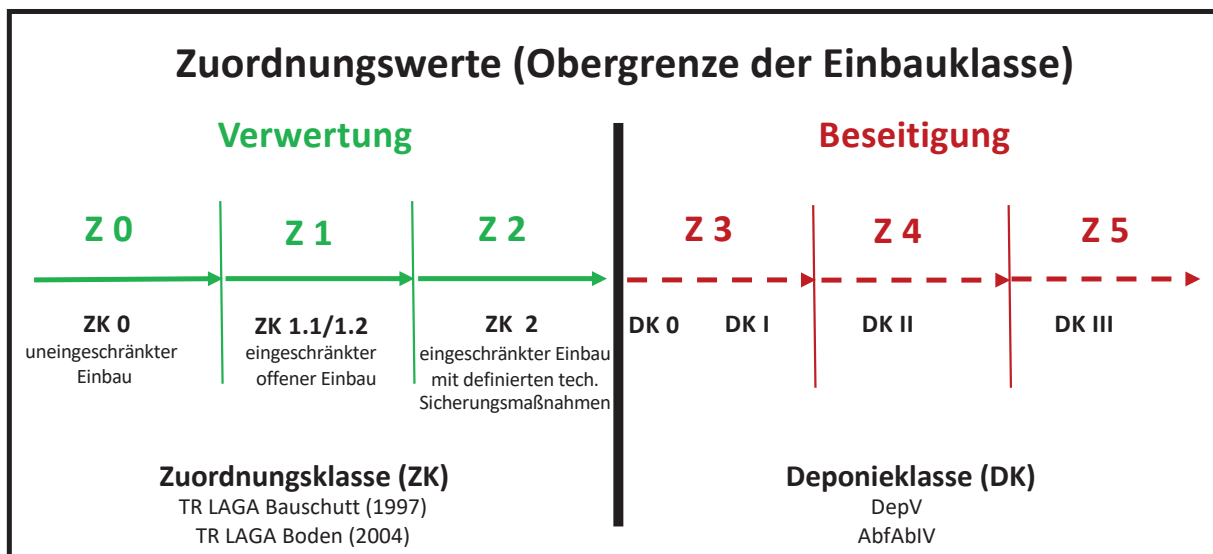 Zuordnungswerte (Obergrenze der Einbauklasse)
Verwertung
Beseitigung
Z 0
Z 1
Z 2
Z 3
Z 4
Z 5
ZK 0
uneingeschränkter
Einbau
ZK 1.1/1.2
eingeschränkter
offener Einbau
ZK 2
eingeschränkter Einbau
mit definierten tech.
Sicherungsmaßnahmen
DK 0
DK I
DK II
DK III
Zuordnungsklasse (ZK)
TR LAGA Bauschutt (1997)
TR LAGA Boden (2004)
Deponieklasse (DK)
DepV
AbfAbIV